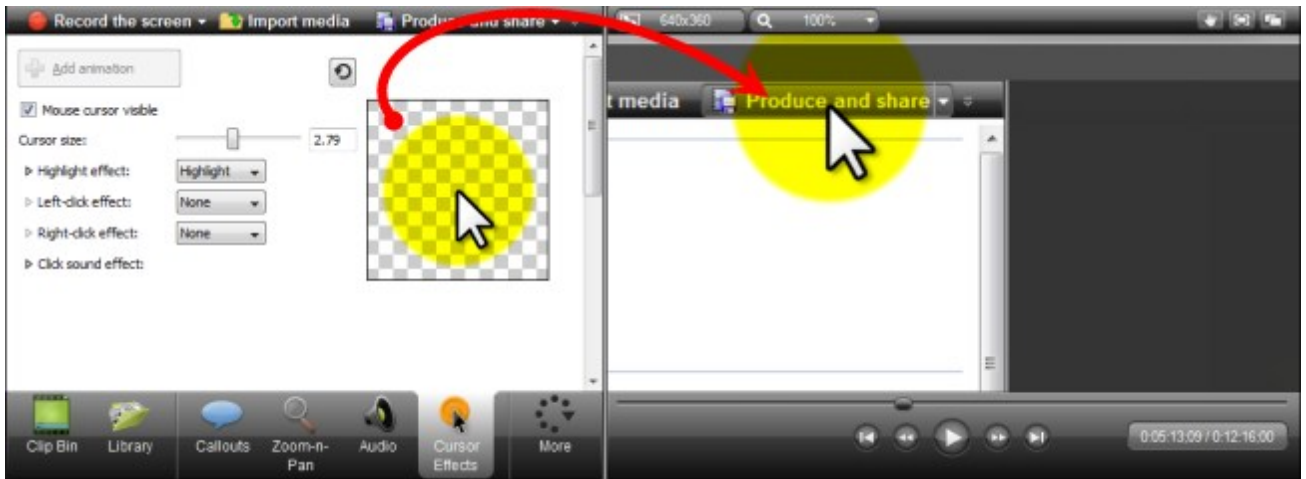 Record the screen
Import media
Produce and share
640x360
100%
Add animation
Mouse cursor visible
Cursor size:
2.79
Highlight effect:
Highlight
Left-click effect:
None
Right-click effect:
None
Click sound effect:
t media
Produce and share
Clip Bin
Library
Callouts
Zoom-n-
Pan
Audio
Cursor
Effects
More
0:05:13;09 / 0:12:16;00